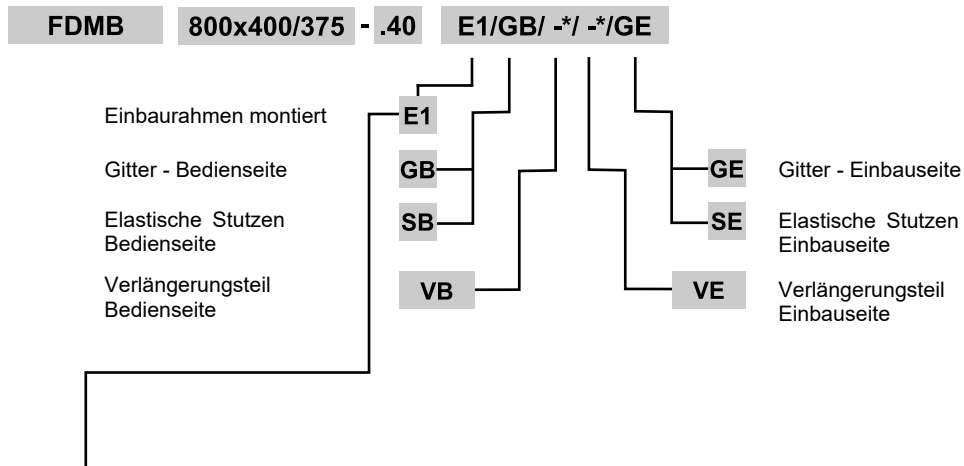 FDMB 800x400/375 - .40 E1/GB/ -*/ -*/GE
Einbaurahmen montiert E1
Gitter - Bedienseite GB GE Gitter - Einbauseite
Elastische Stutzen
Bedienseite
SB SE
Elastische Stutzen
Einbauseite
Verlängerungsteil
Bedienseite
VB VE
Verlängerungsteil
Einbauseite